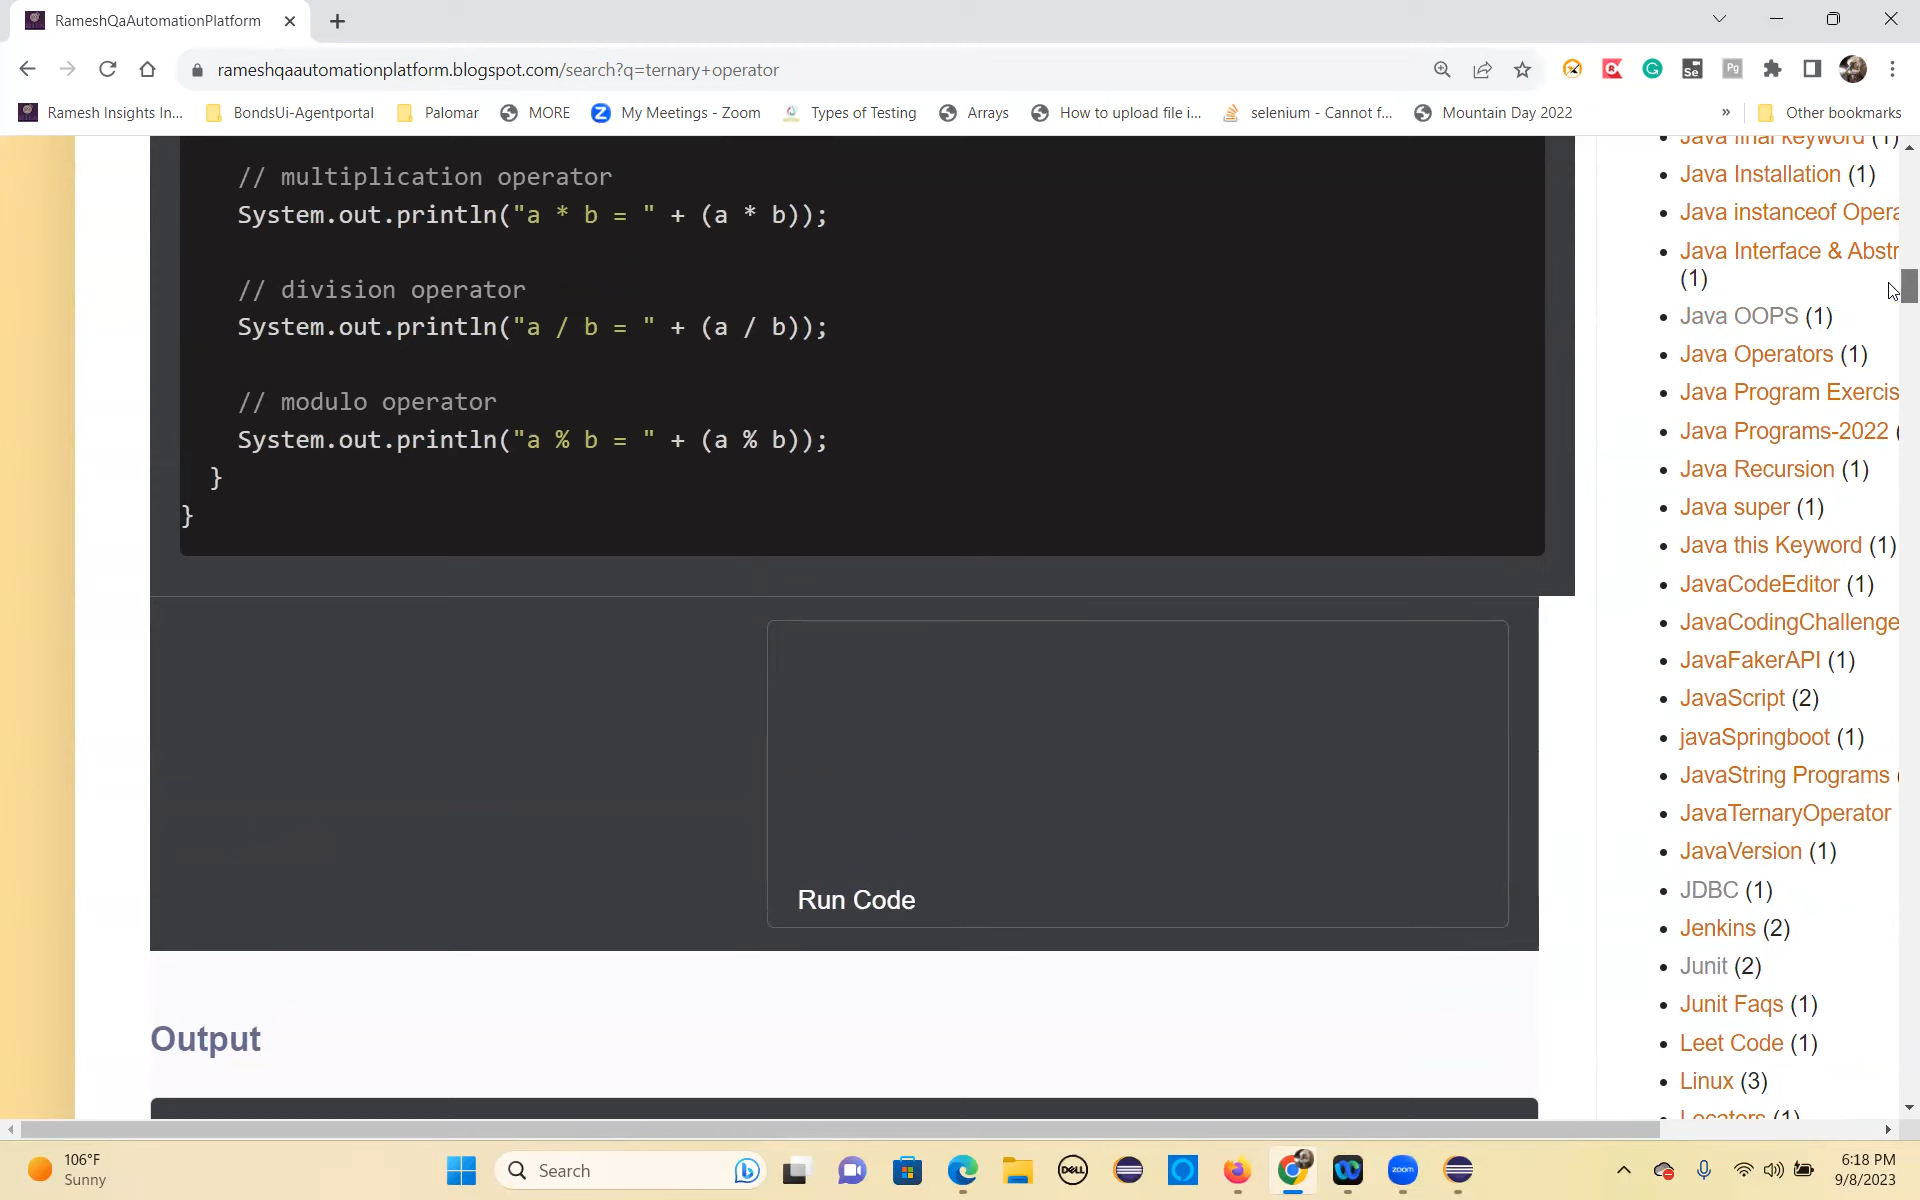 RameshQaAutomationPlatform
rameshqaautomationplatform.blogspot.com/search?q=ternary+operator
Ramesh Insights In...
BondsUi-Agentportal
Palomar
MORE
My Meetings - Zoom
Types of Testing
Arrays
How to upload file i...
selenium - Cannot f...
Mountain Day 2022
»
Other bookmarks
// multiplication operator
System.out.println("a * b = " + (a * b));
// division operator
System.out.println("a / b = " + (a / b));
// modulo operator
System.out.println("a % b = " + (a % b));
}
}
Run Code
Output
Java final keyword (1)
Java Installation (1)
Java instanceof Opera
Java Interface & Abstr
(1)
Java OOPS (1)
Java Operators (1)
Java Program Exercis
Java Programs-2022 (
Java Recursion (1)
Java super (1)
Java this Keyword (1)
JavaCodeEditor (1)
JavaCodingChallenge
JavaFakerAPI (1)
JavaScript (2)
javaSpringboot (1)
JavaString Programs (
JavaTernaryOperator
JavaVersion (1)
JDBC (1)
Jenkins (2)
Junit (2)
Junit Faqs (1)
Leet Code (1)
Linux (3)
Locators (1)
106°F
Sunny
Search
DELL
zoom
6:18 PM
9/8/2023
Se
Pg